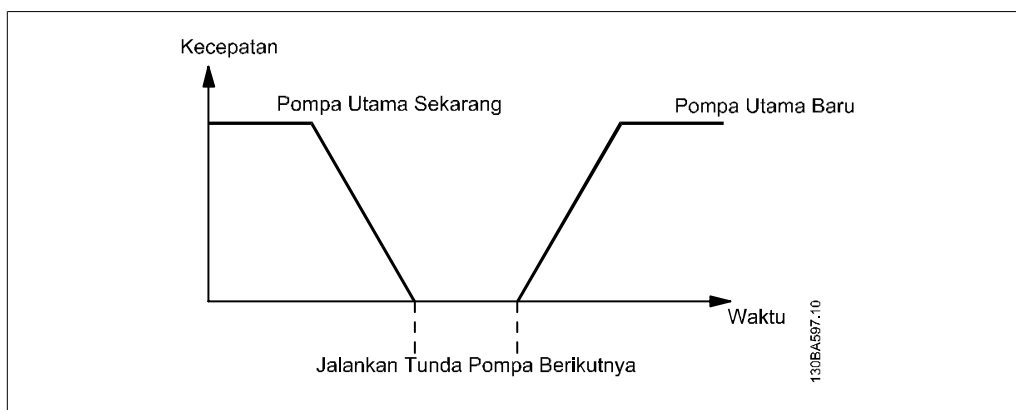 Kecepatan
Pompa Utama Sekarang
Pompa Utama Baru
Waktu
Jalankan Tunda Pompa Berikutnya
130BA597.10